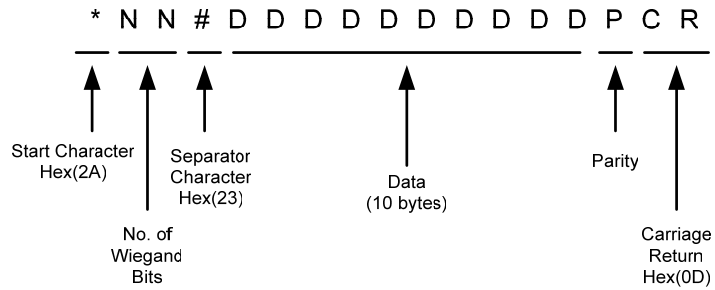 * N N # D D D D D D D D D D P C R
Start Character
Hex(2A)
Separator
Character
Hex(23)
Data
(10 bytes)
Parity
No. of
Wiegand
Bits
Carriage
Return
Hex(0D)